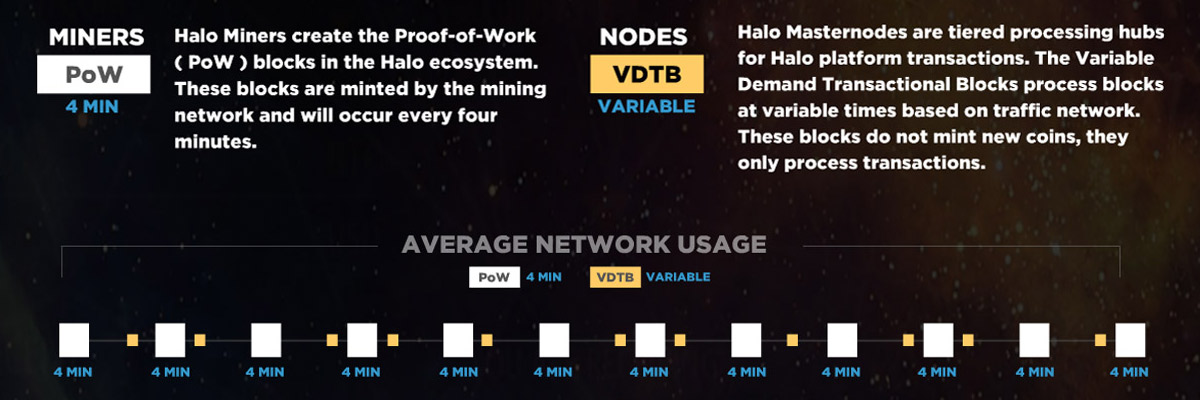 MINERS
PoW
4 MIN
Halo Miners create the Proof-of-Work
( PoW ) blocks in the Halo ecosystem.
These blocks are minted by the mining
network and will occur every four
minutes.
NODES
VDTB
VARIABLE
Halo Masternodes are tiered processing hubs
for Halo platform transactions. The Variable
Demand Transactional Blocks process blocks
at variable times based on traffic network.
These blocks do not mint new coins, they
only process transactions.
AVERAGE NETWORK USAGE
PoW 4 MIN VDTB VARIABLE
4 MIN 4 MIN 4 MIN 4 MIN 4 MIN 4 MIN 4 MIN 4 MIN 4 MIN 4 MIN 4 MIN 4 MIN